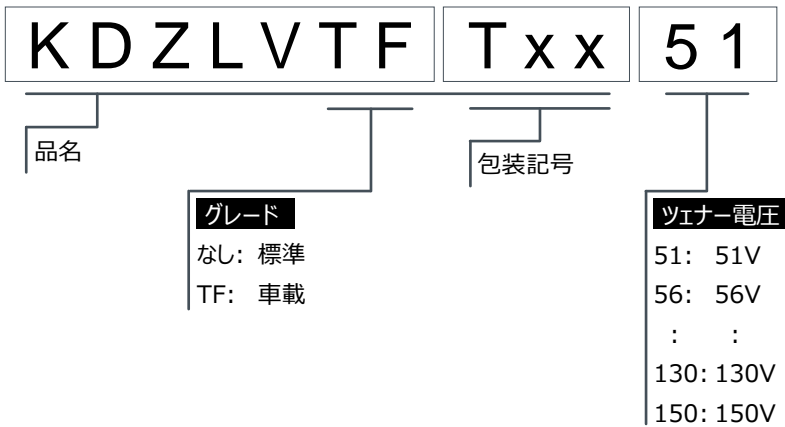 KDZLVTF Txx 51
品名
包装記号
グレード
なし: 標準
TF: 車載
ツェナー電圧
51: 51V
56: 56V
: :
130: 130V
150: 150V